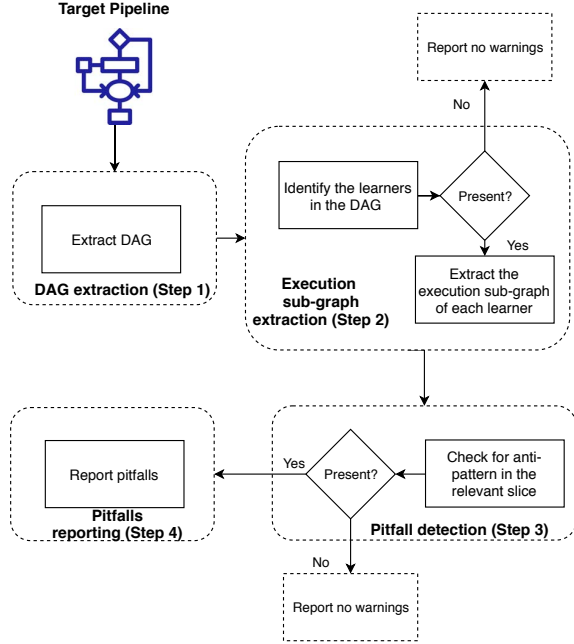 Target Pipeline
Report no warnings
No
Identify the learners
in the DAG
Present?
Extract DAG
Yes
DAG extraction (Step 1)
Execution
sub-graph
extraction (Step 2)
Extract the
execution sub-graph
of each learner
Report pitfalls
Yes
Present?
Check for anti-
pattern in the
relevant slice
Pitfalls
reporting (Step 4)
Pitfall detection (Step 3)
No
Report no warnings